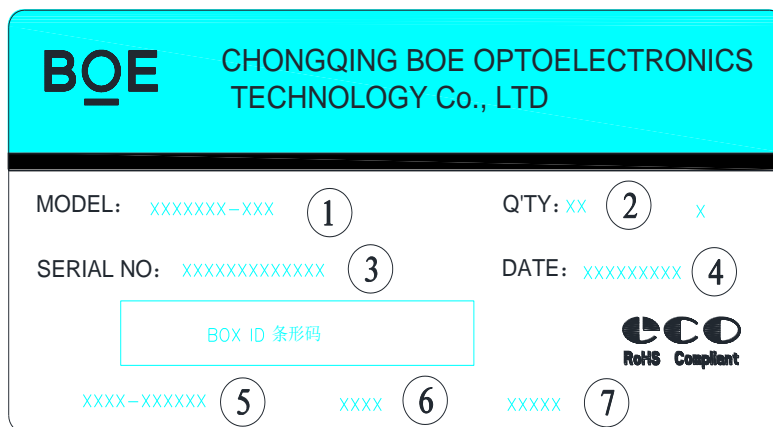 BOE
CHONGQING BOE OPTOELECTRONICS
TECHNOLOGY Co., LTD
MODEL： XXXXXXX-XXX ① Q'TY: XX ② X
SERIAL NO： XXXXXXXXXXXXX ③ DATE： XXXXXXXXX ④
BOX ID 条形码
eco
RoHS Compliant
XXXX-XXXXXX ⑤ XXXX ⑥ XXXXX ⑦